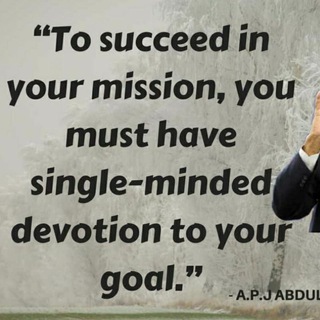 “To succeed in
your mission, you
must have
single-minded
devotion to your
goal.”
- A.P.J ABDUL